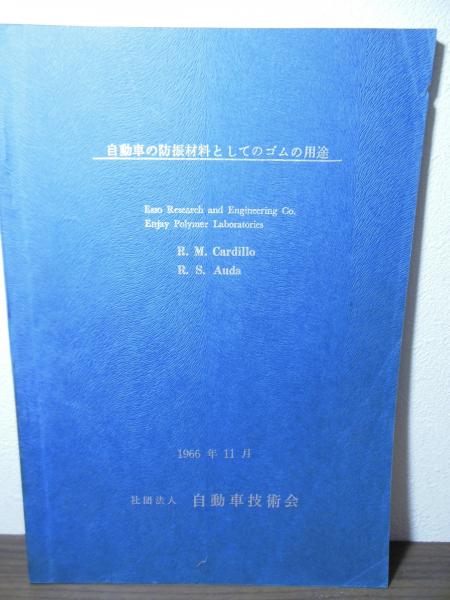 自動車の防振材料としてのゴムの用途
Esso Research and Engineering Co.
Enjay Polymer Laboratories
R. M. Cardillo
R. S. Auda
1966 年 11 月
社団法人 自動車技術会